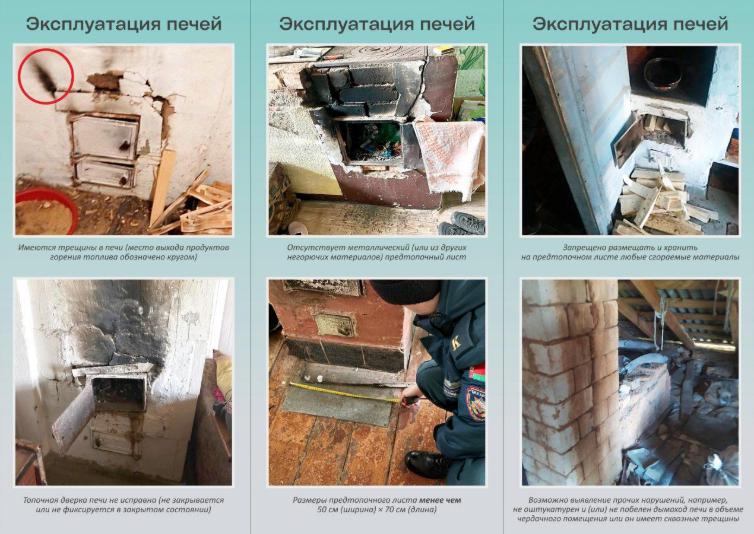 Эксплуатация печей
Имеются трещины в печи (место выхода продуктов
горения топлива обозначено кругом)
Топочная дверка печи не исправна (не закрывается
или не фиксируется в закрытом состоянии)
Эксплуатация печей
Отсутствует металлический (или из других
негорючих материалов) предтопочный лист
Размеры предтопочного листа менее чем
50 см (ширина) × 70 см (длина)
Эксплуатация печей
Запрещено размещать и хранить
на предтопочном листе любые сгораемые материалы
Возможно выявление прочих нарушений, например,
не оштукатурен и (или) не побелен дымоход печи в объеме
чердачного помещения или он имеет сквозные трещины